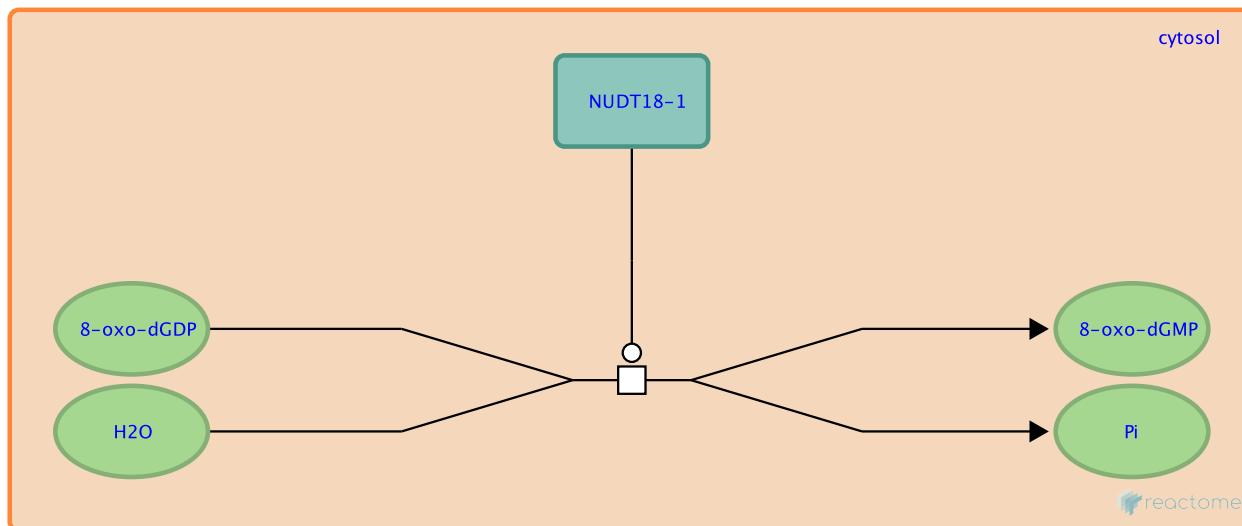 cytosol
NUDT18-1
8-oxo-dGDP
8-oxo-dGMP
H2O
Pi
reactome